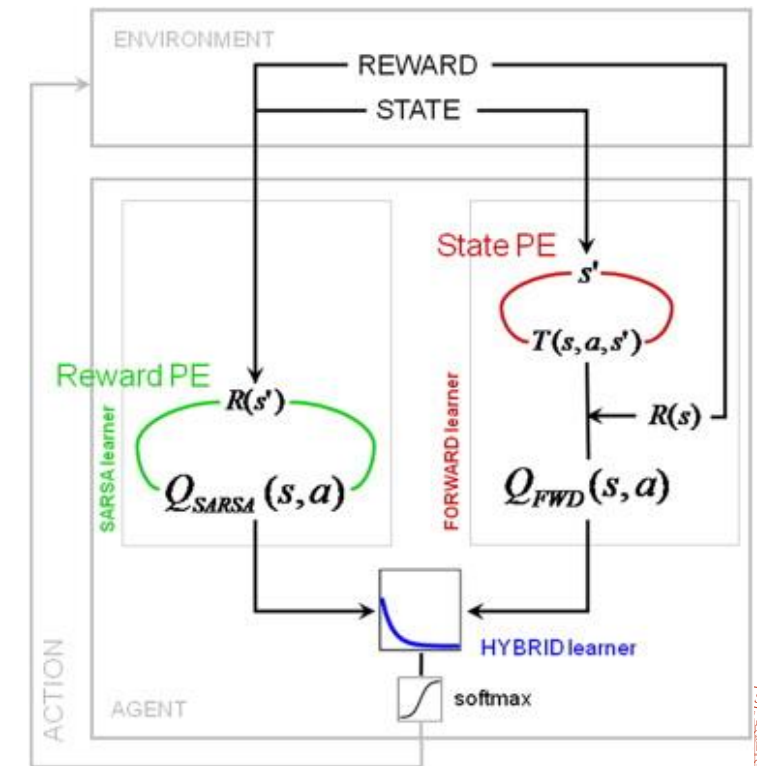 ENVIRONMENT
REWARD
STATE
State PE
s'
T(s,a,s')
Reward PE
R(s')
R(s)
SARSA learner
FORWARD learner
Q_SARSA (s,a)
Q_FWD (s,a)
HYBRID learner
softmax
ACTION
AGENT